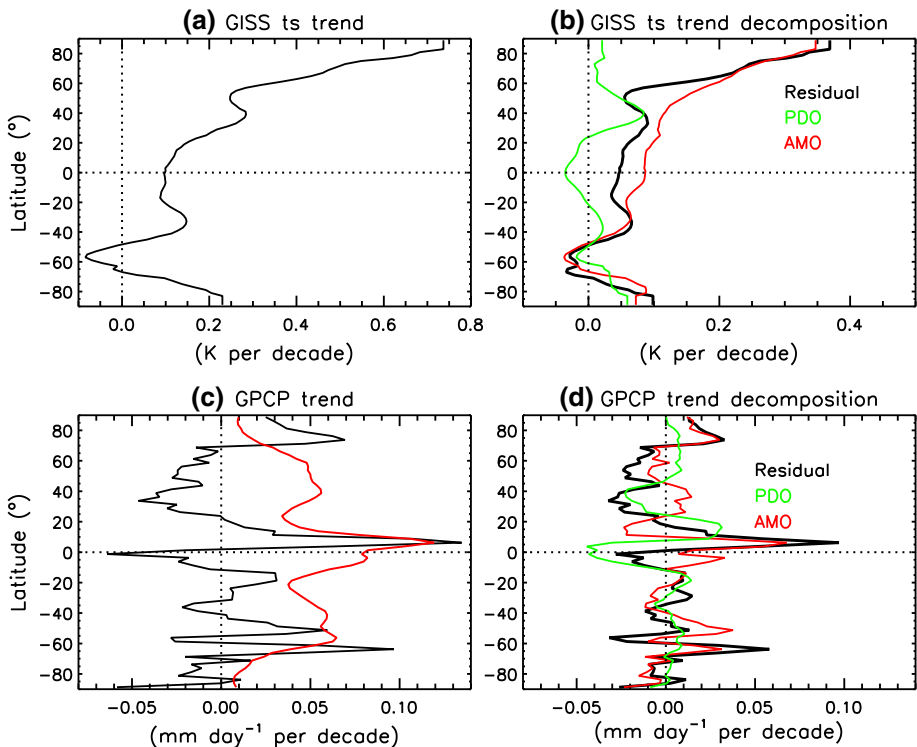 (a) GISS ts trend
(b) GISS ts trend decomposition
Latitude (°)
80
60
40
20
0
−20
−40
−60
−80
0.0 0.2 0.4 0.6 0.8
(K per decade)
80
60
40
20
0
−20
−40
−60
−80
Residual
PDO
AMO
0.0 0.2 0.4
(K per decade)
(c) GPCP trend
(d) GPCP trend decomposition
Latitude (°)
80
60
40
20
0
−20
−40
−60
−80
−0.05 0.00 0.05 0.10
(mm day⁻¹ per decade)
80
60
40
20
0
−20
−40
−60
−80
Residual
PDO
AMO
−0.05 0.00 0.05 0.10
(mm day⁻¹ per decade)